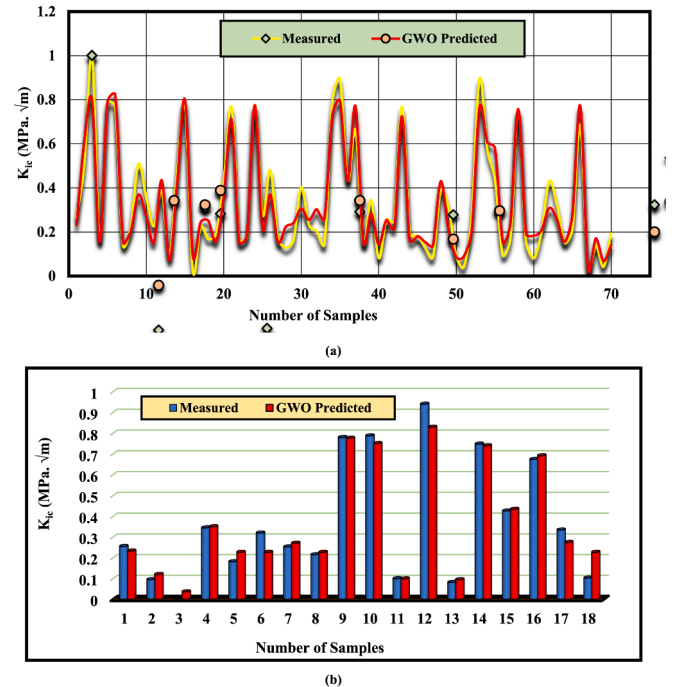 1.2
1
0.8
0.6
0.4
0.2
0
K_ic (MPa. √m)
Measured
GWO Predicted
1 10 20 30 40 50 60 70
Number of Samples
(a)
1
0.9
0.8
0.7
0.6
0.5
0.4
0.3
0.2
0.1
0
K_ic (MPa. √m)
Measured
GWO Predicted
1 2 3 4 5 6 7 8 9 10 11 12 13 14 15 16 17 18
Number of Samples
(b)